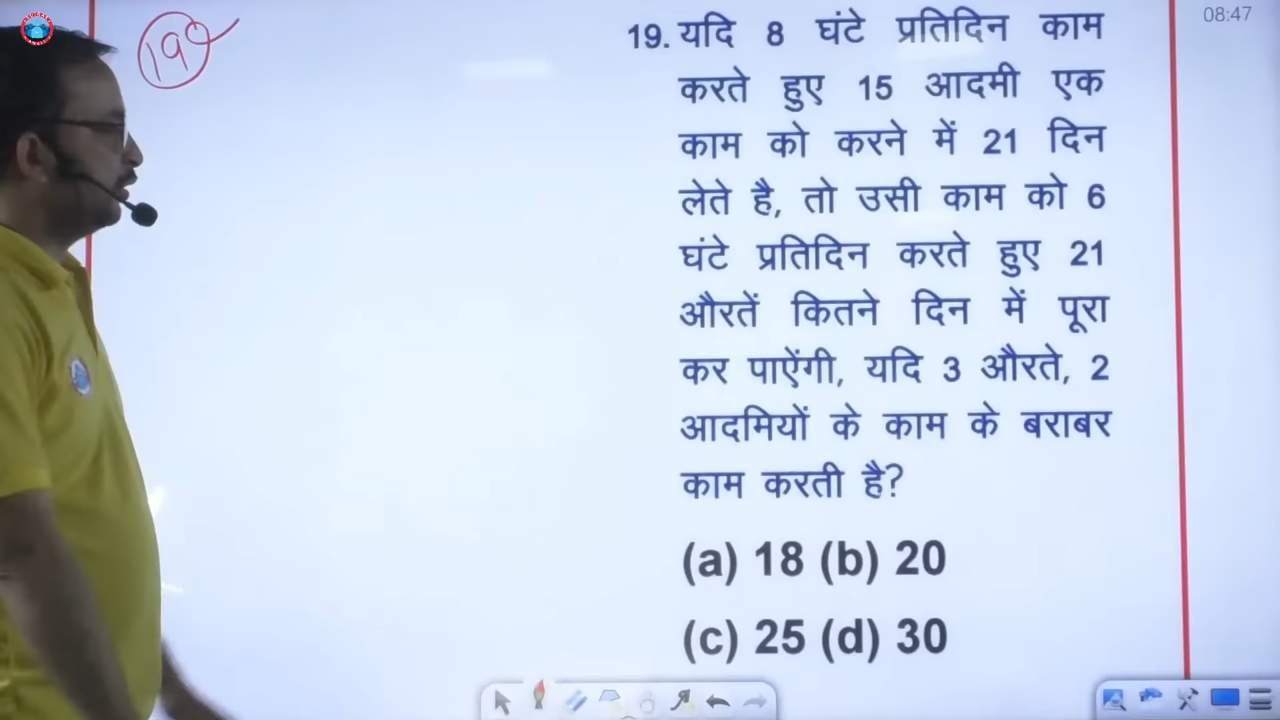 19
19. यदि 8 घंटे प्रतिदिन काम
करते हुए 15 आदमी एक
काम को करने में 21 दिन
लेते है, तो उसी काम को 6
घंटे प्रतिदिन करते हुए 21
औरतें कितने दिन में पूरा
कर पाऐंगी, यदि 3 औरते, 2
आदमियों के काम के बराबर
काम करती है?
(a) 18 (b) 20
(c) 25 (d) 30
08:47